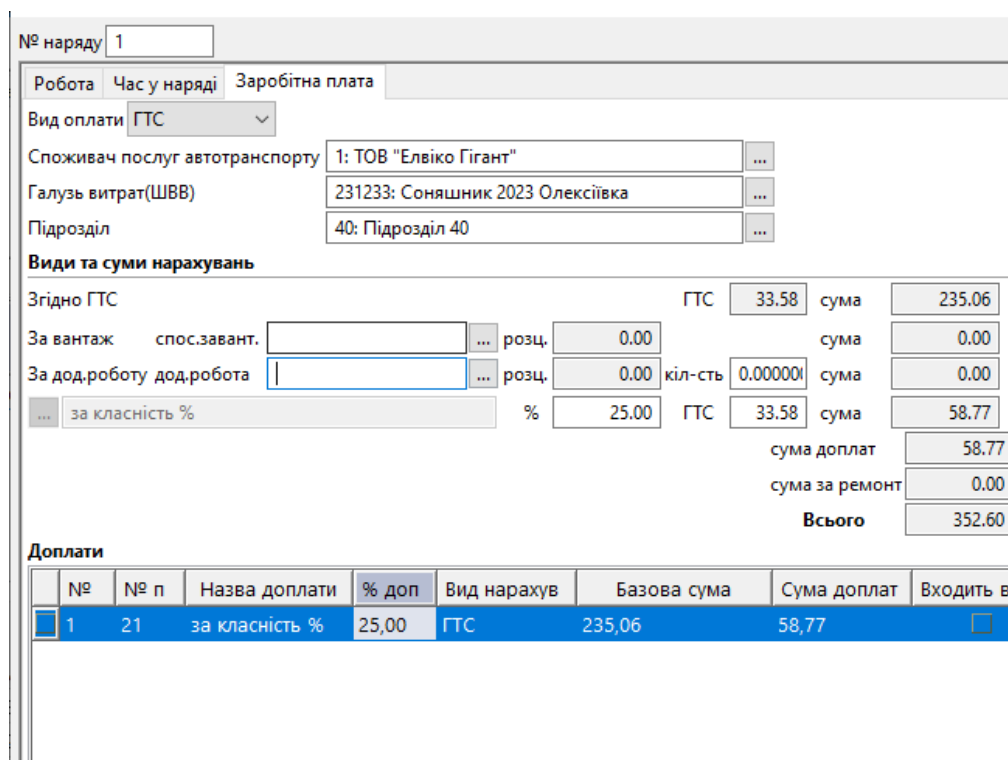 № наряду 1
Робота Час у наряді Заробітна плата
Вид оплати ГТС
Споживач послуг автотранспорту 1: ТОВ "Елвіко Гігант" ...
Галузь витрат(ШВВ) 231233: Соняшник 2023 Олексіївка ...
Підрозділ 40: Підрозділ 40 ...
Види та суми нарахувань
Згідно ГТС ГТС 33.58 сума 235.06
За вантаж спос.завант. ... розц. 0.00 сума 0.00
За дод.роботу дод.робота ... розц. 0.00 кіл-сть 0.00000 сума 0.00
... за класність % % 25.00 ГТС 33.58 сума 58.77
сума доплат 58.77
сума за ремонт 0.00
Всього 352.60
Доплати
№ № п Назва доплати % доп Вид нарахув Базова сума Сума доплат Входить в
1 21 за класність % 25,00 ГТС 235,06 58,77